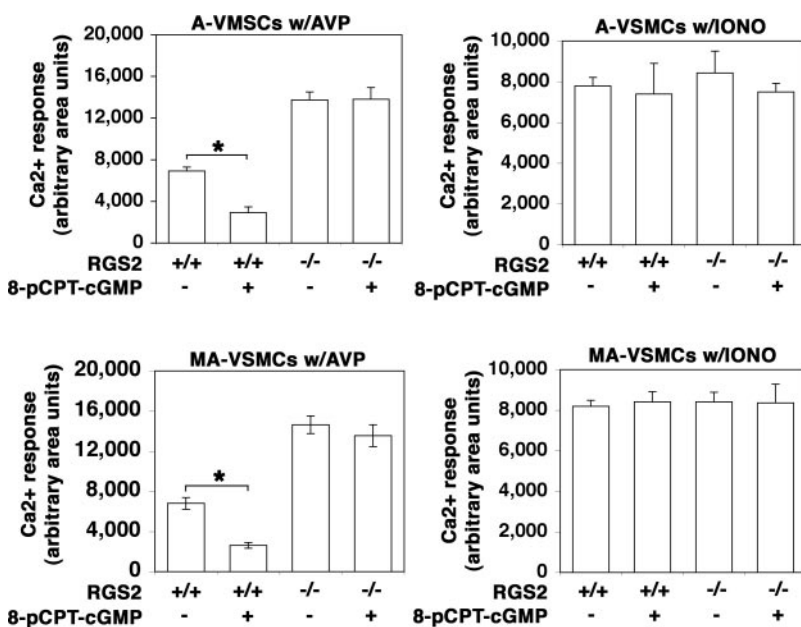 A-VMSCs w/AVP
Ca2+ response
(arbitrary area units)
20,000
16,000
12,000
8,000
4,000
0
RGS2 +/+ +/+ -/- -/-
8-pCPT-cGMP - + - +
*
A-VSMCs w/IONO
Ca2+ response
(arbitrary area units)
10,000
8,000
6,000
4,000
2,000
0
RGS2 +/+ +/+ -/- -/-
8-pCPT-cGMP - + - +
MA-VSMCs w/AVP
Ca2+ response
(arbitrary area units)
20,000
16,000
12,000
8,000
4,000
0
RGS2 +/+ +/+ -/- -/-
8-pCPT-cGMP - + - +
*
MA-VSMCs w/IONO
Ca2+ response
(arbitrary area units)
10,000
8,000
6,000
4,000
2,000
0
RGS2 +/+ +/+ -/- -/-
8-pCPT-cGMP - + - +